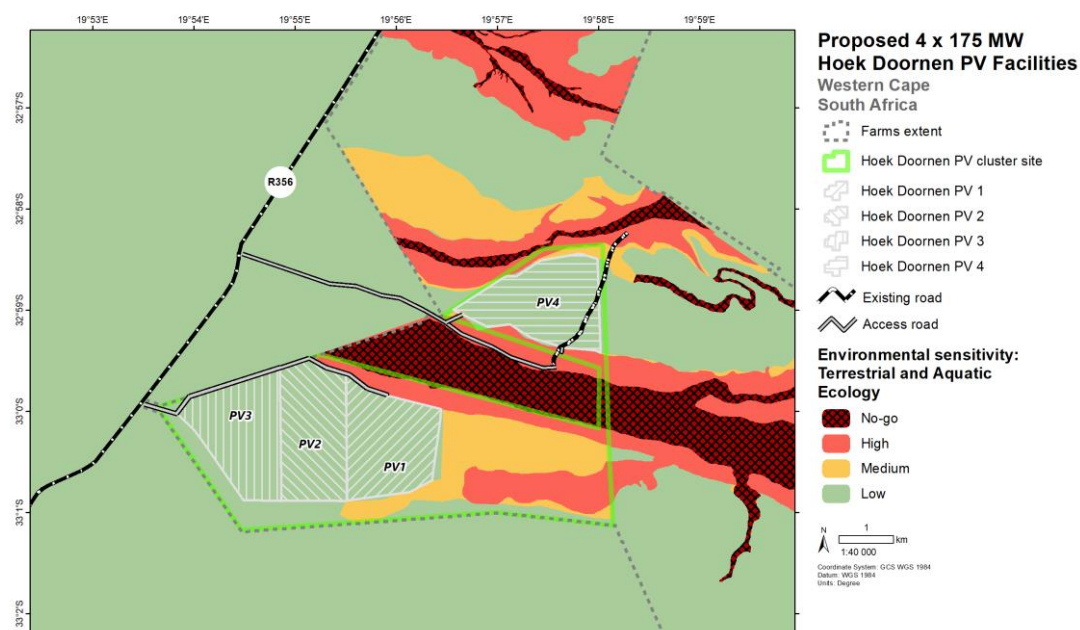 19°53'E
19°54'E
19°55'E
19°56'E
19°57'E
19°58'E
19°59'E
32°57'S
32°58'S
32°59'S
33°0'S
33°1'S
33°2'S
R356
PV4
PV3
PV2
PV1
Proposed 4 x 175 MW
Hoek Doornen PV Facilities
Western Cape
South Africa
Farms extent
Hoek Doornen PV cluster site
Hoek Doornen PV 1
Hoek Doornen PV 2
Hoek Doornen PV 3
Hoek Doornen PV 4
Existing road
Access road
Environmental sensitivity:
Terrestrial and Aquatic
Ecology
No-go
High
Medium
Low
N
1
km
1:40 000
Coordinate System: GCS WGS 1984
Datum: WGS 1984
Units: Degree